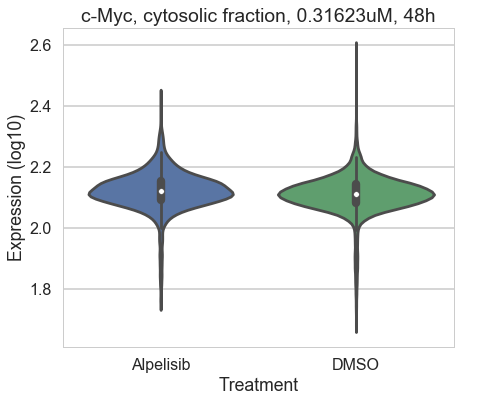 c-Myc, cytosolic fraction, 0.31623uM, 48h
Expression (log10)
2.6
2.4
2.2
2.0
1.8
Alpelisib
DMSO
Treatment